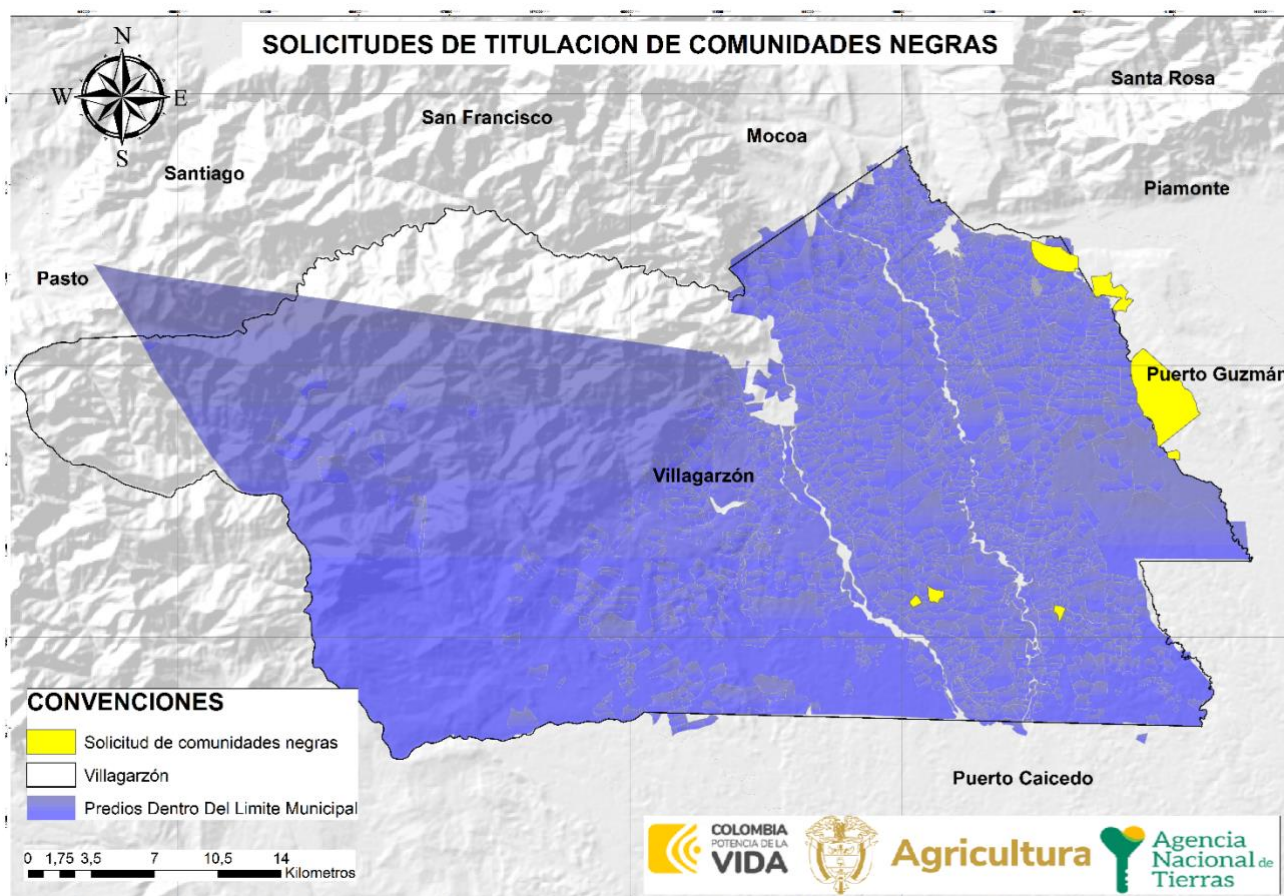 SOLICITUDES DE TITULACION DE COMUNIDADES NEGRAS
N
W E
S
Santa Rosa
San Francisco
Mocoa
Santiago
Piamonte
Pasto
Puerto Guzmán
Villagarzón
Puerto Caicedo
CONVENCIONES
Solicitud de comunidades negras
Villagarzón
Predios Dentro Del Limite Municipal
0 1,75 3,5 7 10,5 14
Kilometros
COLOMBIA
POTENCIA DE LA
VIDA
Agricultura
Agencia
Nacional de
Tierras